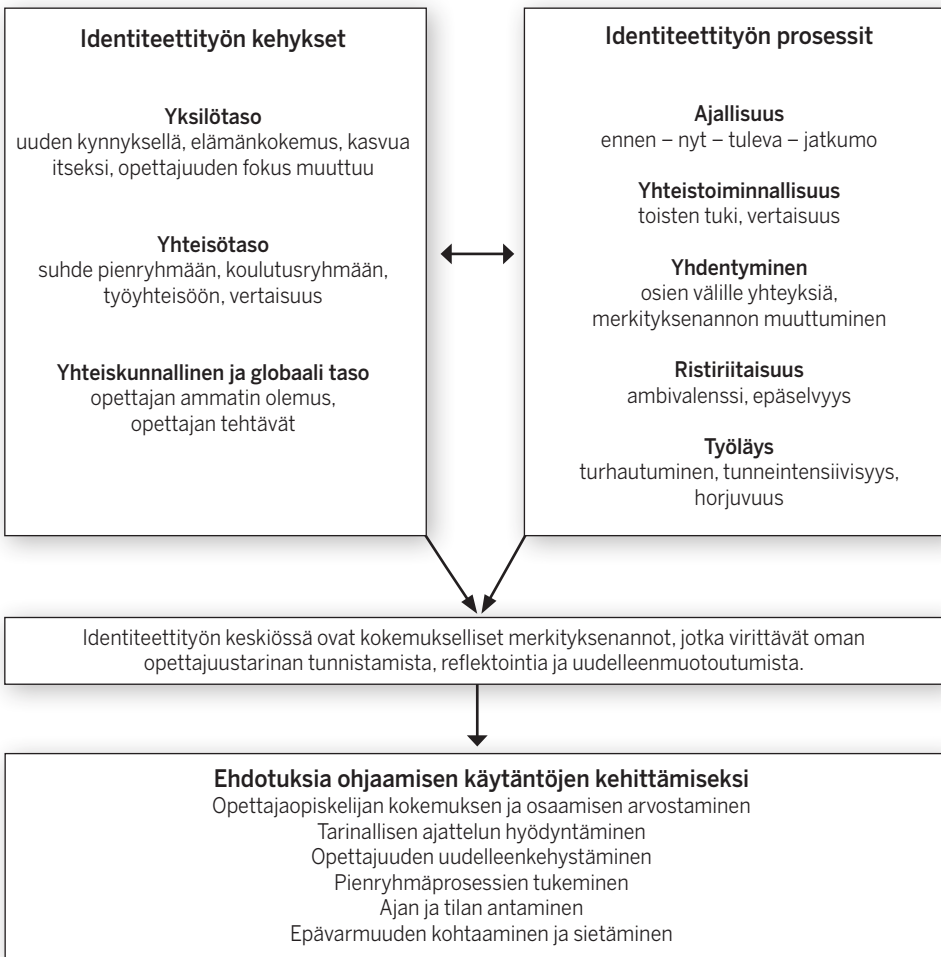 Identiteettityön kehykset
Yksilötaso
uuden kynnyksellä, elämänkokemus, kasvua
itseksi, opettajuuden fokus muuttuu
Yhteisötaso
suhde pienryhmään, koulutusryhmään,
työyhteisöön, vertaisuus
Yhteiskunnallinen ja globaali taso
opettajan ammatin olemus,
opettajan tehtävät
Identiteettityön prosessit
Ajallisuus
ennen – nyt – tuleva – jatkumo
Yhteistoiminnallisuus
toisten tuki, vertaisuus
Yhdentyminen
osien välille yhteyksiä,
merkityksenannon muuttuminen
Ristiriitaisuus
ambivalenssi, epäselvyys
Työläys
turhautuminen, tunneintensiivisyys,
horjuvuus
Identiteettityön keskiössä ovat kokemukselliset merkityksenannot, jotka virittävät oman
opettajuustarinan tunnistamista, reflektointia ja uudelleenmuotoutumista.
Ehdotuksia ohjaamisen käytäntöjen kehittämiseksi
Opettajaopiskelijan kokemuksen ja osaamisen arvostaminen
Tarinallisen ajattelun hyödyntäminen
Opettajuuden uudelleenkehystäminen
Pienryhmäprosessien tukeminen
Ajan ja tilan antaminen
Epävarmuuden kohtaaminen ja sietäminen